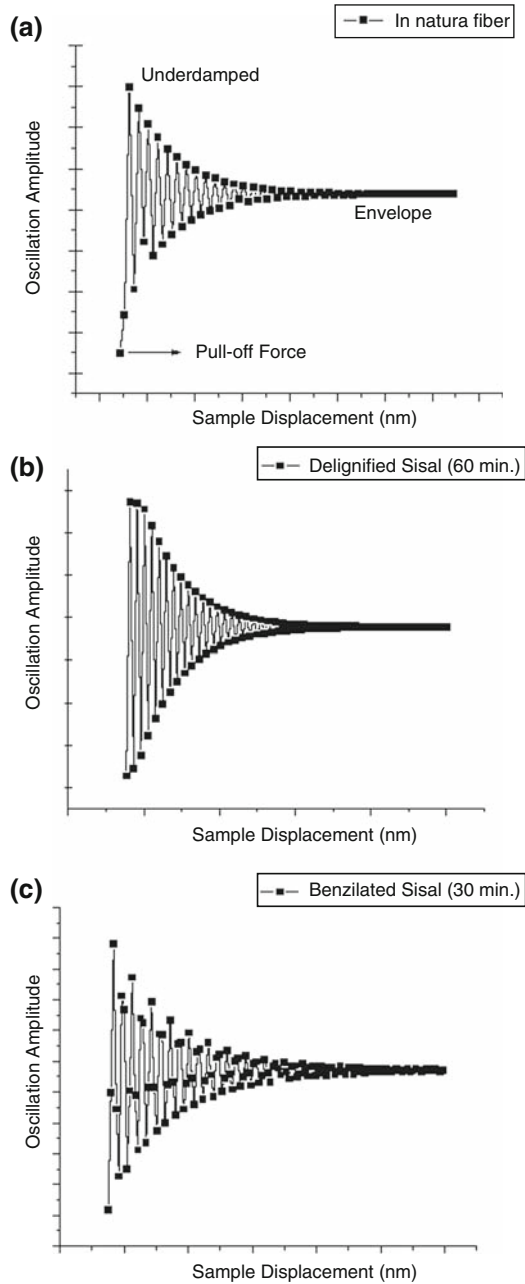 (a)
In natura fiber
Underdamped
Envelope
Pull-off Force
Oscillation Amplitude
Sample Displacement (nm)
(b)
Delignified Sisal (60 min.)
Oscillation Amplitude
Sample Displacement (nm)
(c)
Benzilated Sisal (30 min.)
Oscillation Amplitude
Sample Displacement (nm)